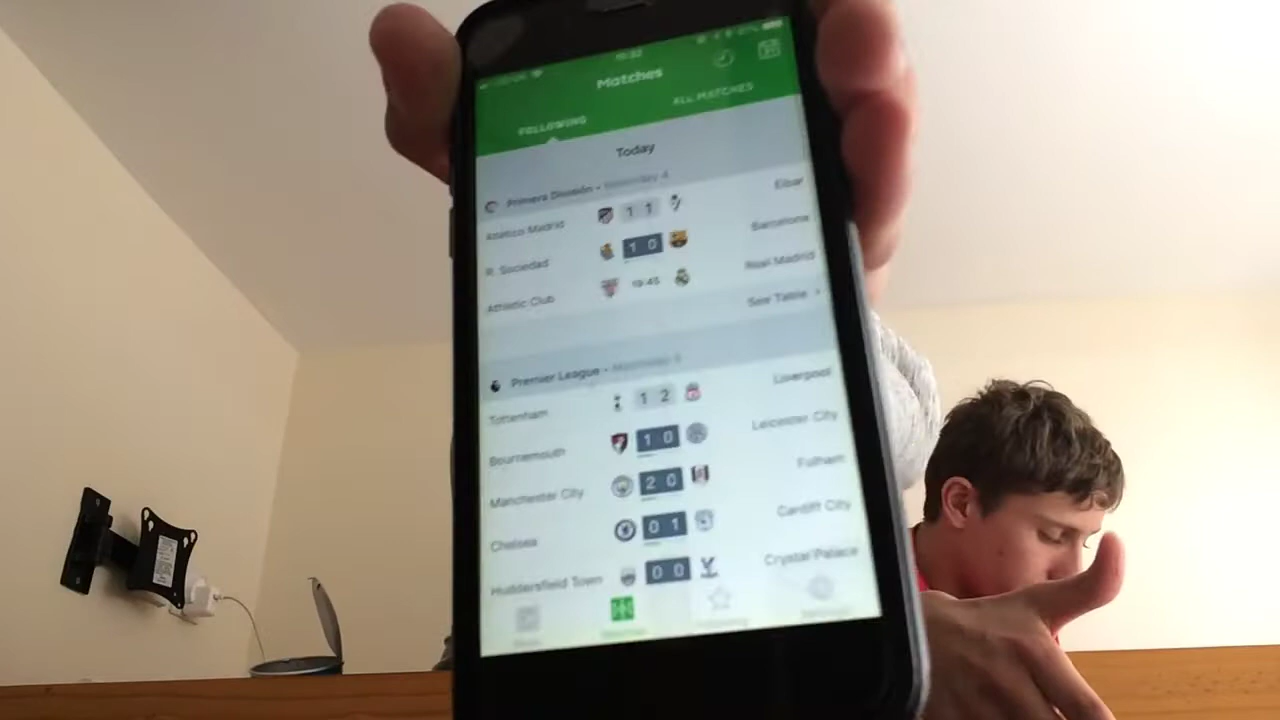 Matches
FOLLOWING
ALL MATCHES
Today
Primera División - Matchday 4
Atlético Madrid 1 1 Eibar
R. Sociedad 1 0 Barcelona
Athletic Club 19:45 Real Madrid
See Table >
Premier League -
Tottenham 1 2 Liverpool
Bournemouth 1 0 Leicester City
Manchester City 2 0 Fulham
Chelsea 0 1 Cardiff City
Huddersfield Town 0 0 Crystal Palace